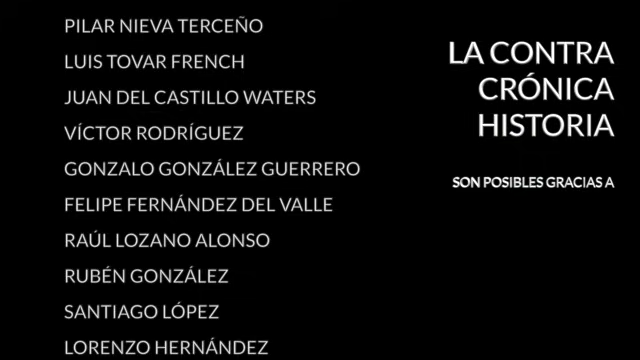 PILAR NIEVA TERCEÑO
LUIS TOVAR FRENCH
JUAN DEL CASTILLO WATERS
VÍCTOR RODRÍGUEZ
GONZALO GONZÁLEZ GUERRERO
FELIPE FERNÁNDEZ DEL VALLE
RAÚL LOZANO ALONSO
RUBÉN GONZÁLEZ
SANTIAGO LÓPEZ
LORENZO HERNÁNDEZ
LA CONTRA
CRÓNICA
HISTORIA
SON POSIBLES GRACIAS A